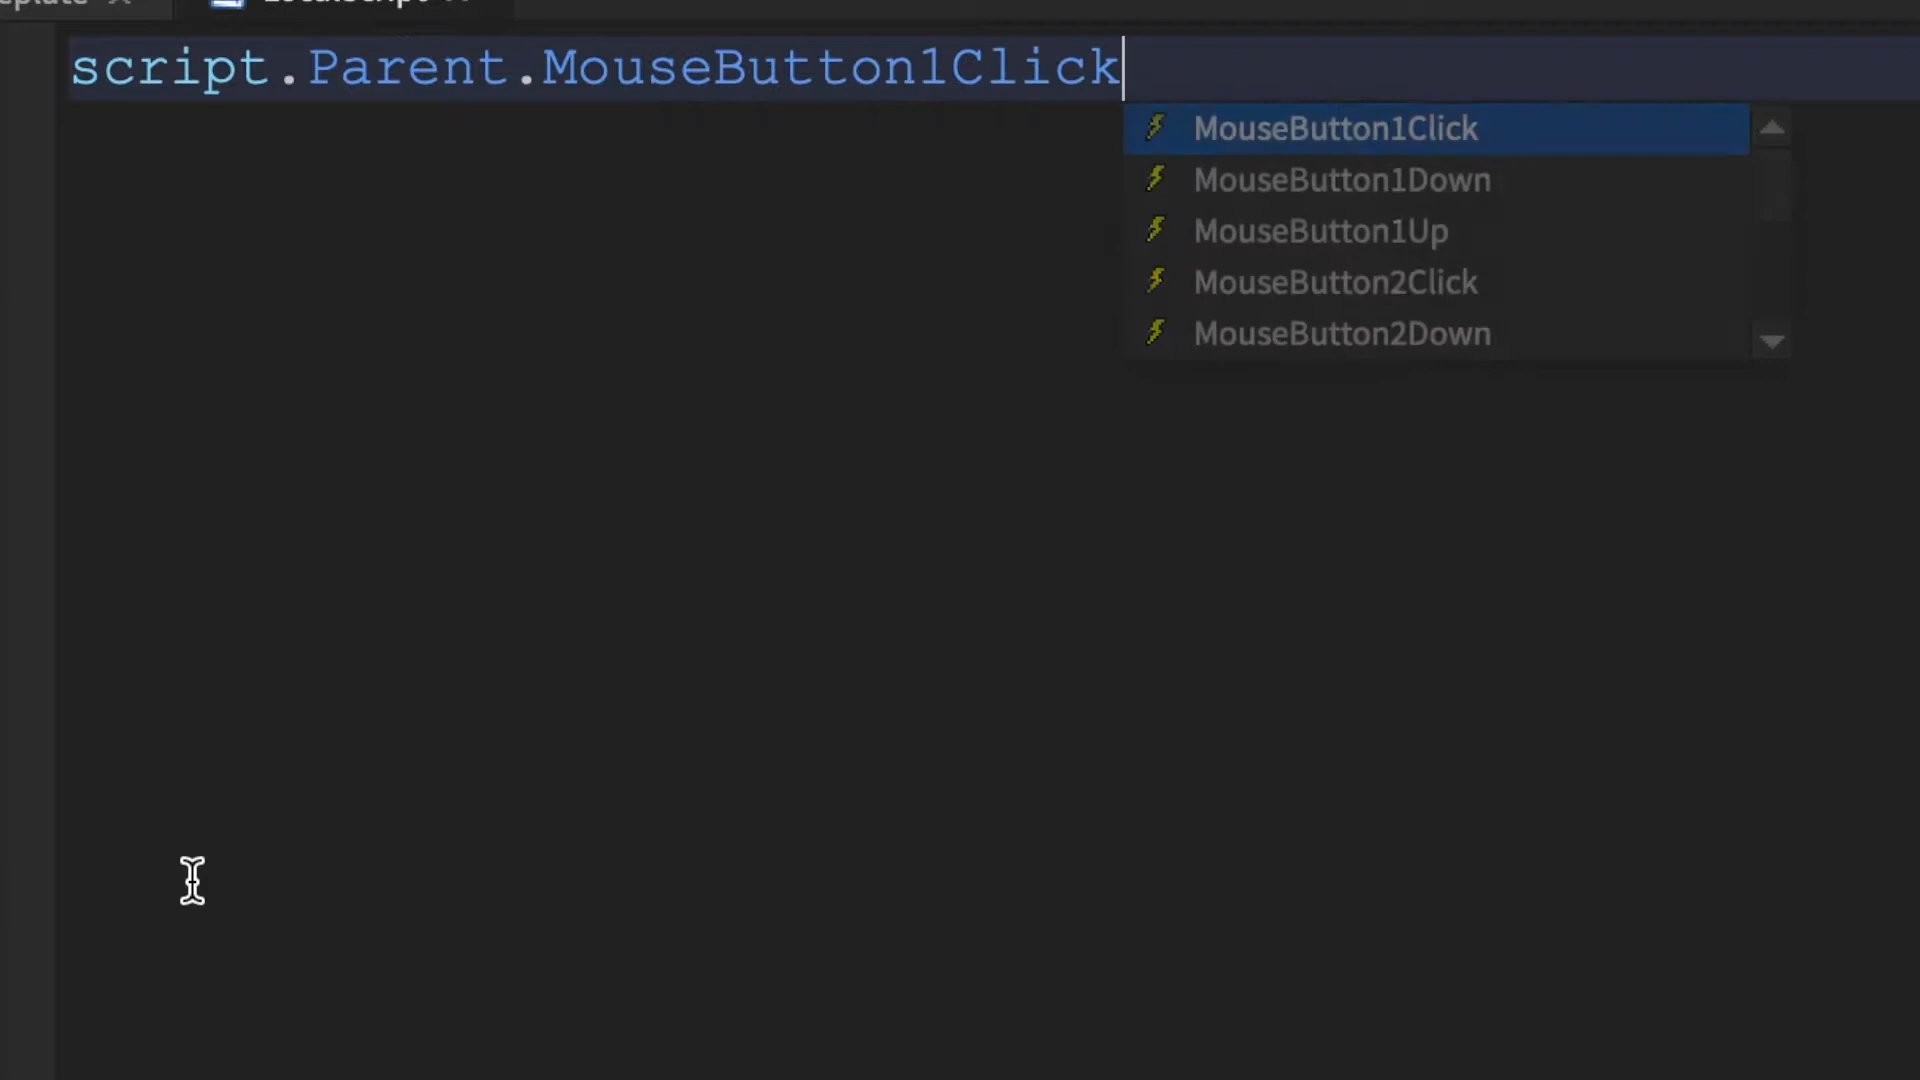 script.Parent.MouseButton1Click
MouseButton1Click
MouseButton1Down
MouseButton1Up
MouseButton2Click
MouseButton2Down